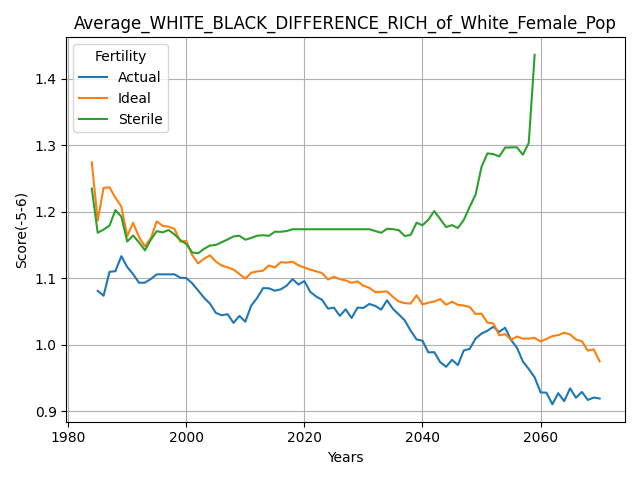 Average_WHITE_BLACK_DIFFERENCE_RICH_of_White_Female_Pop
Fertility
Actual
Ideal
Sterile
Score(-5-6)
1.4
1.3
1.2
1.1
1.0
0.9
1980
2000
2020
2040
2060
Years